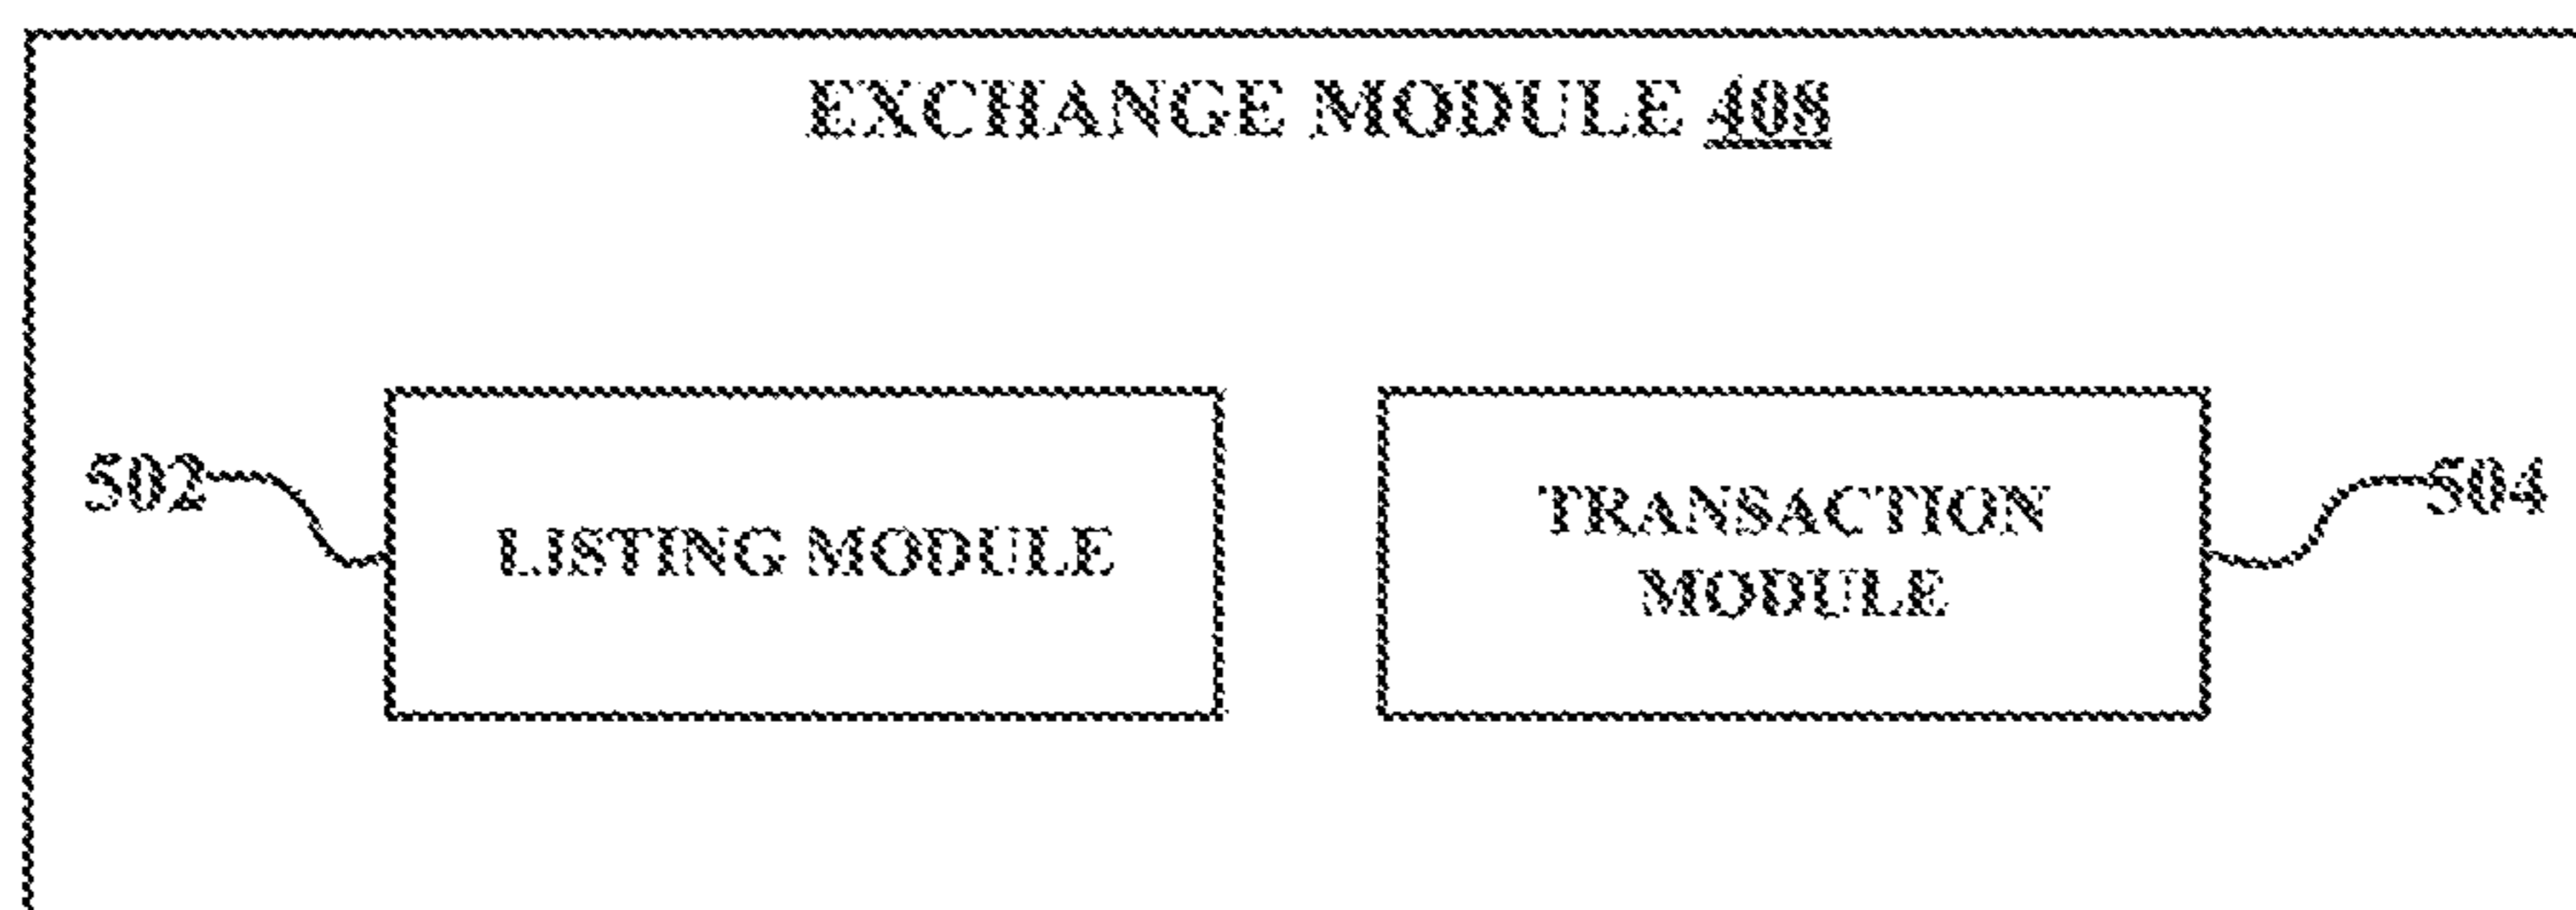 EXCHANGE MODULE 408
502
LISTING MODULE
TRANSACTION
MODULE
504